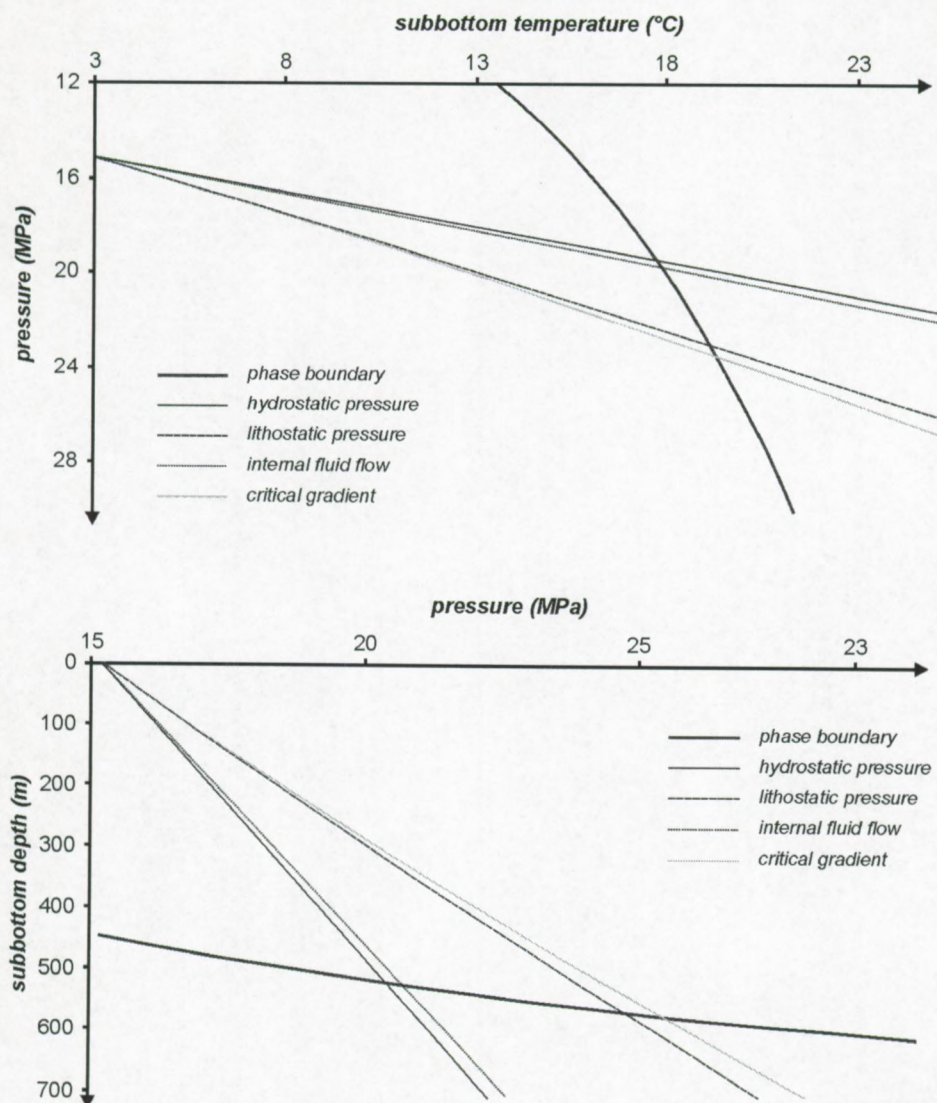 subbottom temperature (°C)
3 8 13 18 23
12
16
20
24
28
pressure (MPa)
phase boundary
hydrostatic pressure
lithostatic pressure
internal fluid flow
critical gradient
pressure (MPa)
15 20 25 23
0
100
200
300
400
500
600
700
subbottom depth (m)
phase boundary
hydrostatic pressure
lithostatic pressure
internal fluid flow
critical gradient